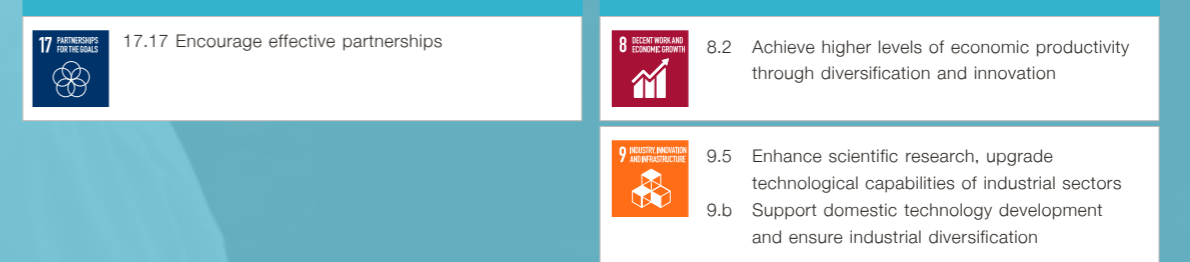 17 PARTNERSHIPS
FOR THE GOALS
17.17 Encourage effective partnerships
8 DECENT WORK AND
ECONOMIC GROWTH
8.2 Achieve higher levels of economic productivity
through diversification and innovation
9 INDUSTRY, INNOVATION
AND INFRASTRUCTURE
9.5 Enhance scientific research, upgrade
technological capabilities of industrial sectors
9.b Support domestic technology development
and ensure industrial diversification